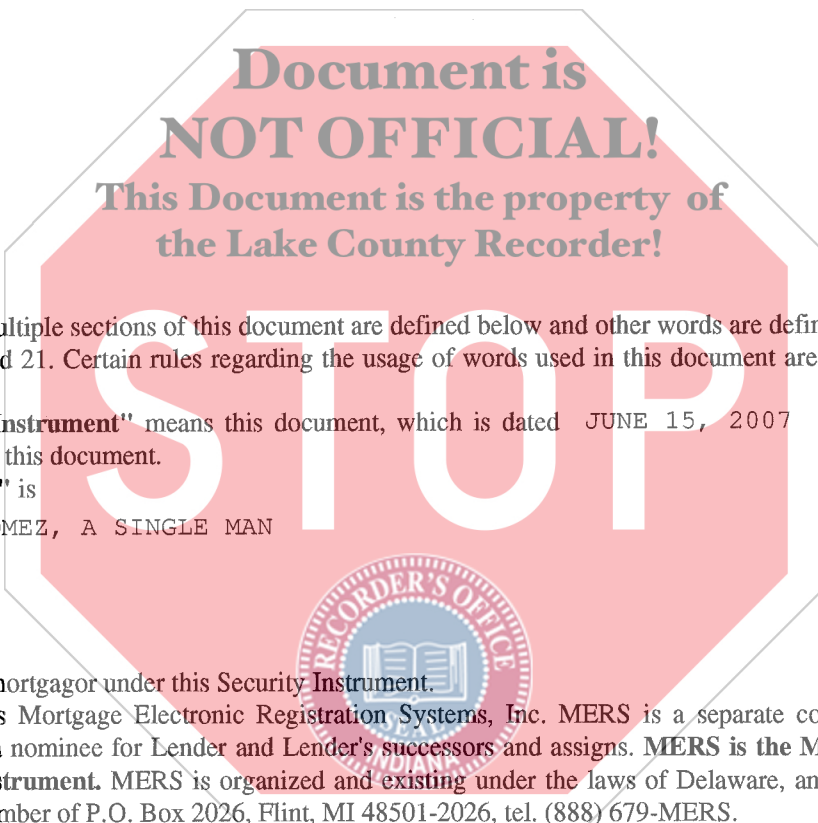 Document is
NOT OFFICIAL!
This Document is the property of
the Lake County Recorder!
ultiple sections of this document are defined below and other words are defin
d 21. Certain rules regarding the usage of words used in this document are
STOP
nstrument" means this document, which is dated JUNE 15, 2007
this document.
" is
MEZ, A SINGLE MAN
RECORDER'S OFFICE
SEAL
INDIANA
nortgagor under this Security Instrument.
s Mortgage Electronic Registration Systems, Inc. MERS is a separate co
nominee for Lender and Lender's successors and assigns. MERS is the M
strument. MERS is organized and existing under the laws of Delaware, an
mber of P.O. Box 2026, Flint, MI 48501-2026, tel. (888) 679-MERS.